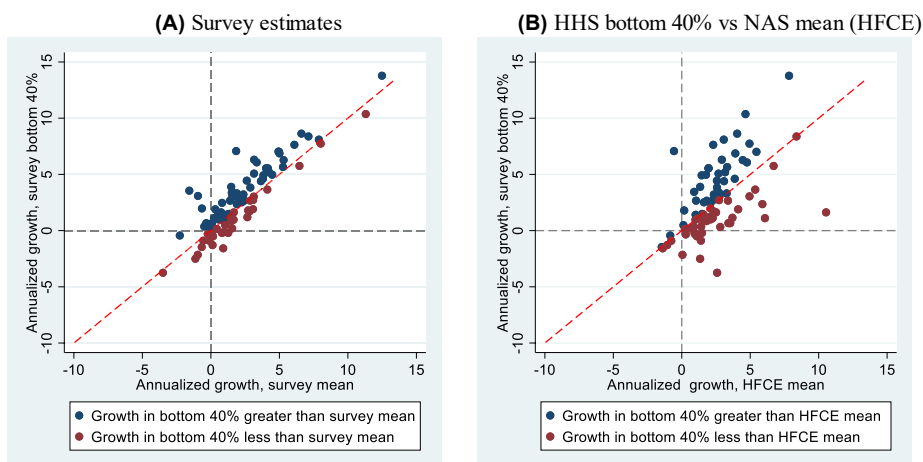 (A) Survey estimates
Annualized growth, survey bottom 40%
15
10
5
0
-5
-10
-10 -5 0 5 10 15
Annualized growth, survey mean
Growth in bottom 40% greater than survey mean
Growth in bottom 40% less than survey mean
(B) HHS bottom 40% vs NAS mean (HFCE)
Annualized growth, survey bottom 40%
15
10
5
0
-5
-10
-10 -5 0 5 10 15
Annualized growth, HFCE mean
Growth in bottom 40% greater than HFCE mean
Growth in bottom 40% less than HFCE mean